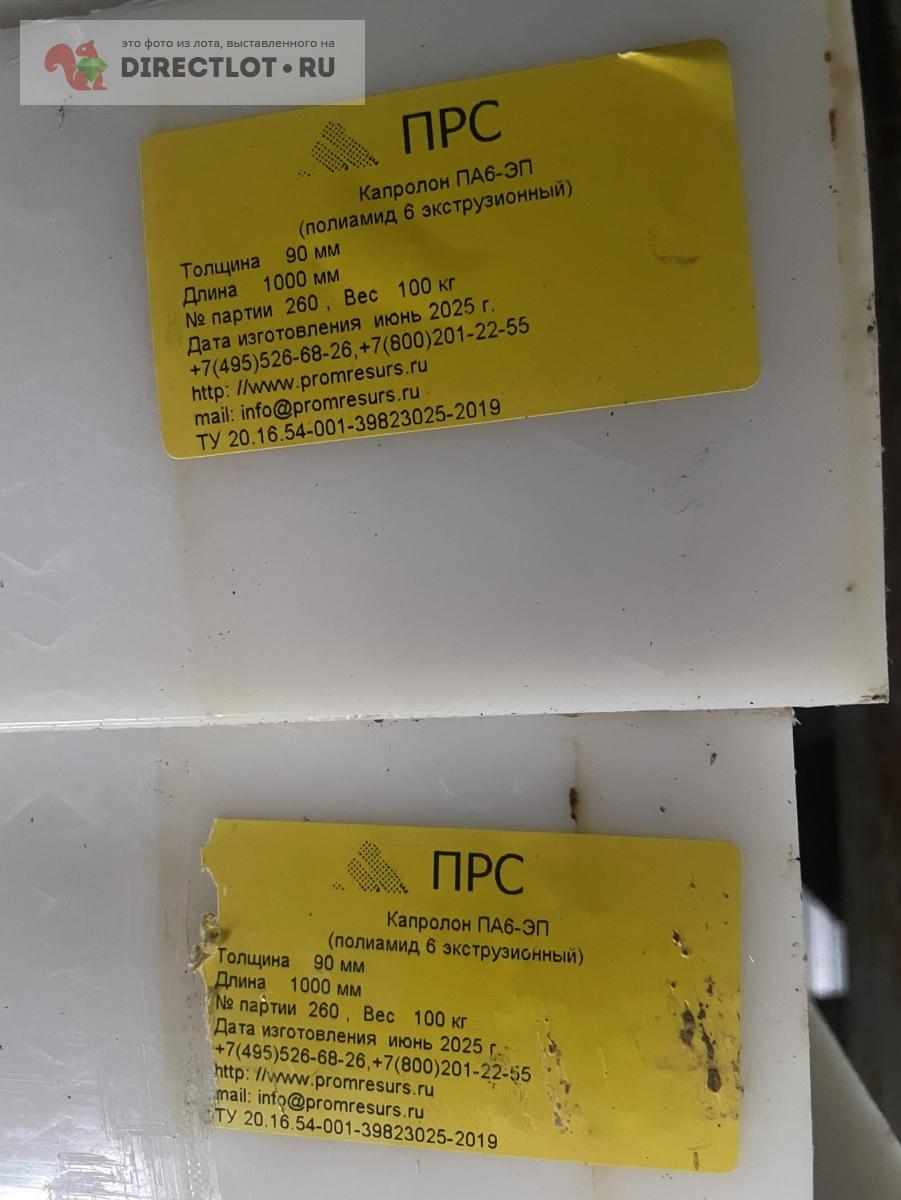 это фото из лота, выставленного на
DIRECTLOT.RU
ПРС
Капролон ПА6-ЭП
(полиамид 6 экструзионный)
Толщина 90 мм
Длина 1000 мм
№ партии 260 , Вес 100 кг
Дата изготовления июнь 2025 г.
+7(495)526-68-26,+7(800)201-22-55
http: //www.promresurs.ru
mail: info@promresurs.ru
ТУ 20.16.54-001-39823025-2019
ПРС
Капролон ПА6-ЭП
(полиамид 6 экструзионный)
Толщина 90 мм
Длина 1000 мм
№ партии 260 , Вес 100 кг
Дата изготовления июнь 2025 г.
+7(495)526-68-26,+7(800)201-22-55
http: //www.promresurs.ru
mail: info@promresurs.ru
ТУ 20.16.54-001-39823025-2019